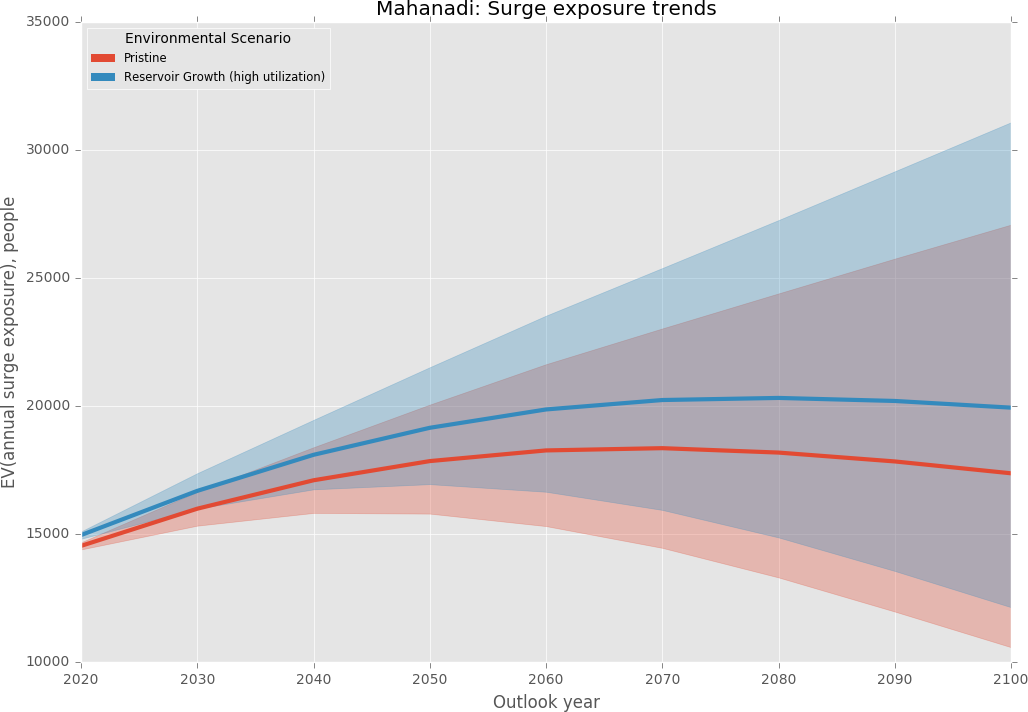 Mahanadi: Surge exposure trends
Environmental Scenario
Pristine
Reservoir Growth (high utilization)
EV(annual surge exposure), people
35000
30000
25000
20000
15000
10000
2020 2030 2040 2050 2060 2070 2080 2090 2100
Outlook year